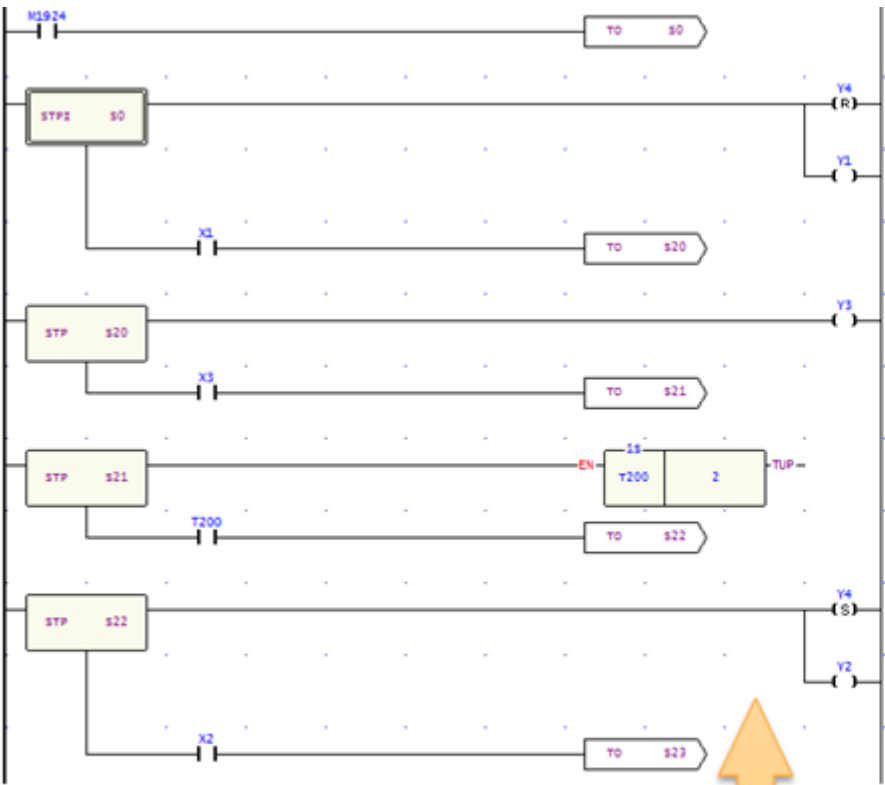 M1924
TO S0
STPI S0
Y4
(R)
Y1
( )
X1
TO S20
STP S20
Y3
( )
X3
TO S21
STP S21
EN
1S
T200 2
TUP
T200
TO S22
STP S22
Y4
(S)
Y2
( )
X2
TO S23